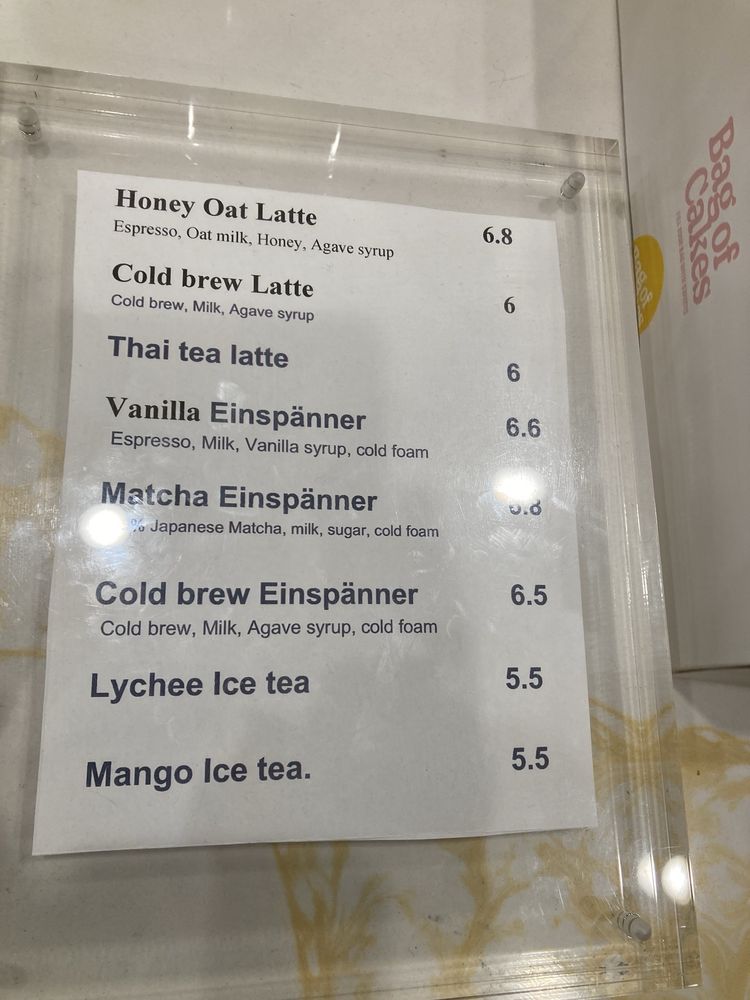 Honey Oat Latte 6.8
Espresso, Oat milk, Honey, Agave syrup
Cold brew Latte 6
Cold brew, Milk, Agave syrup
Thai tea latte 6
Vanilla Einspänner 6.6
Espresso, Milk, Vanilla syrup, cold foam
Matcha Einspänner
% Japanese Matcha, milk, sugar, cold foam
Cold brew Einspänner 6.5
Cold brew, Milk, Agave syrup, cold foam
Lychee Ice tea 5.5
Mango Ice tea. 5.5
Bag of
Cakes